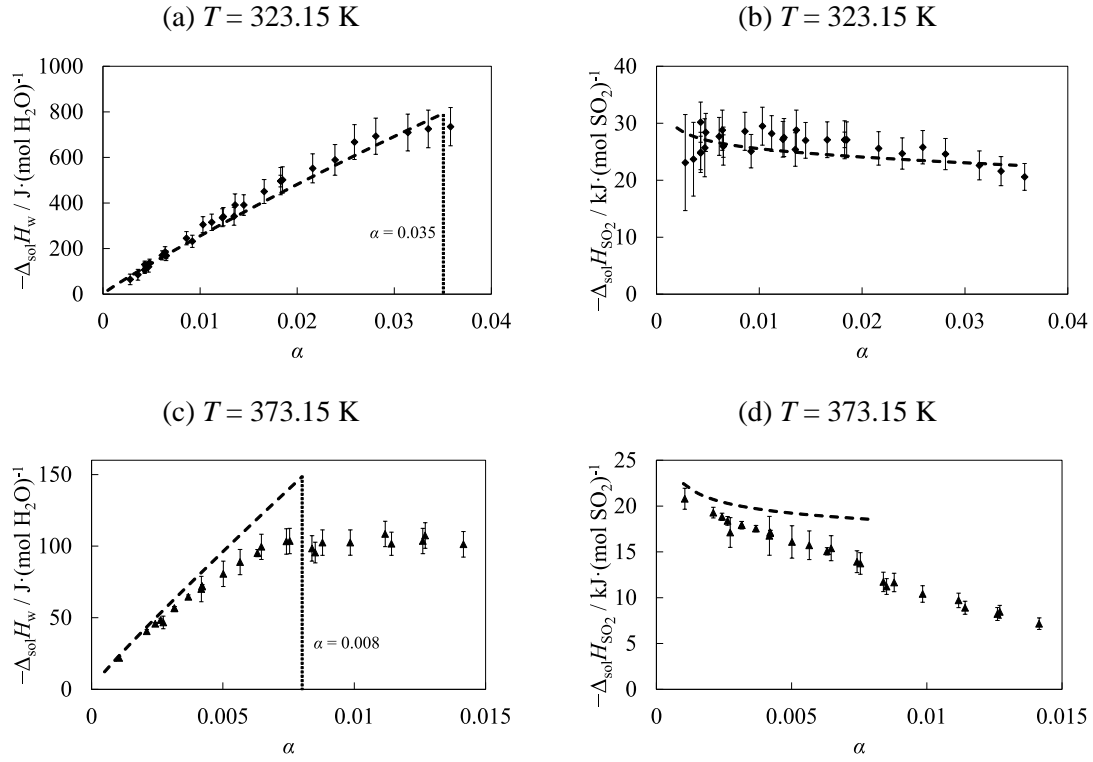 (a) T = 323.15 K
−ΔsolHw / J·(mol H2O)-1
1000
800
600
400
200
0
α = 0.035
0
0.01
0.02
0.03
0.04
α
(b) T = 323.15 K
−ΔsolHSO2 / kJ·(mol SO2)-1
40
30
20
10
0
0
0.01
0.02
0.03
0.04
α
(c) T = 373.15 K
−ΔsolHw / J·(mol H2O)-1
150
100
50
0
α = 0.008
0
0.005
0.01
0.015
α
(d) T = 373.15 K
−ΔsolHSO2 / kJ·(mol SO2)-1
25
20
15
10
5
0
0
0.005
0.01
0.015
α